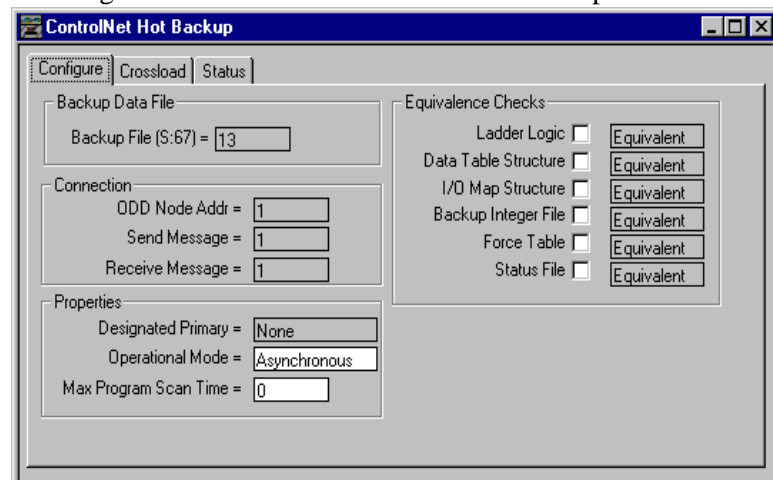 ControlNet Hot Backup
Configure Crossload Status
Backup Data File
Backup File (S:67) = 13
Connection
ODD Node Addr = 1
Send Message = 1
Receive Message = 1
Properties
Designated Primary = None
Operational Mode = Asynchronous
Max Program Scan Time = 0
Equivalence Checks
Ladder Logic Equivalent
Data Table Structure Equivalent
I/O Map Structure Equivalent
Backup Integer File Equivalent
Force Table Equivalent
Status File Equivalent